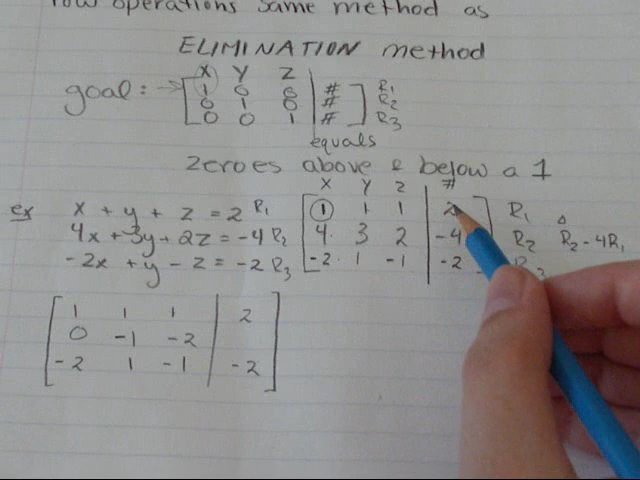 row operations same method as
ELIMINATION method
X Y Z
goal: → 1 0 0 | # R1
0 1 0 | # R2
0 0 1 | # R3
equals
zeroes above & below a 1
X Y Z #
ex x + y + z = 2 R1 1 1 1 | 2 R1
4x + 3y + 2z = -4 R2 4 3 2 | -4 R2 R2 - 4R1
-2x + y - z = -2 R3 -2 1 -1 | -2
1 1 1 | 2
0 -1 -2 |
-2 1 -1 | -2